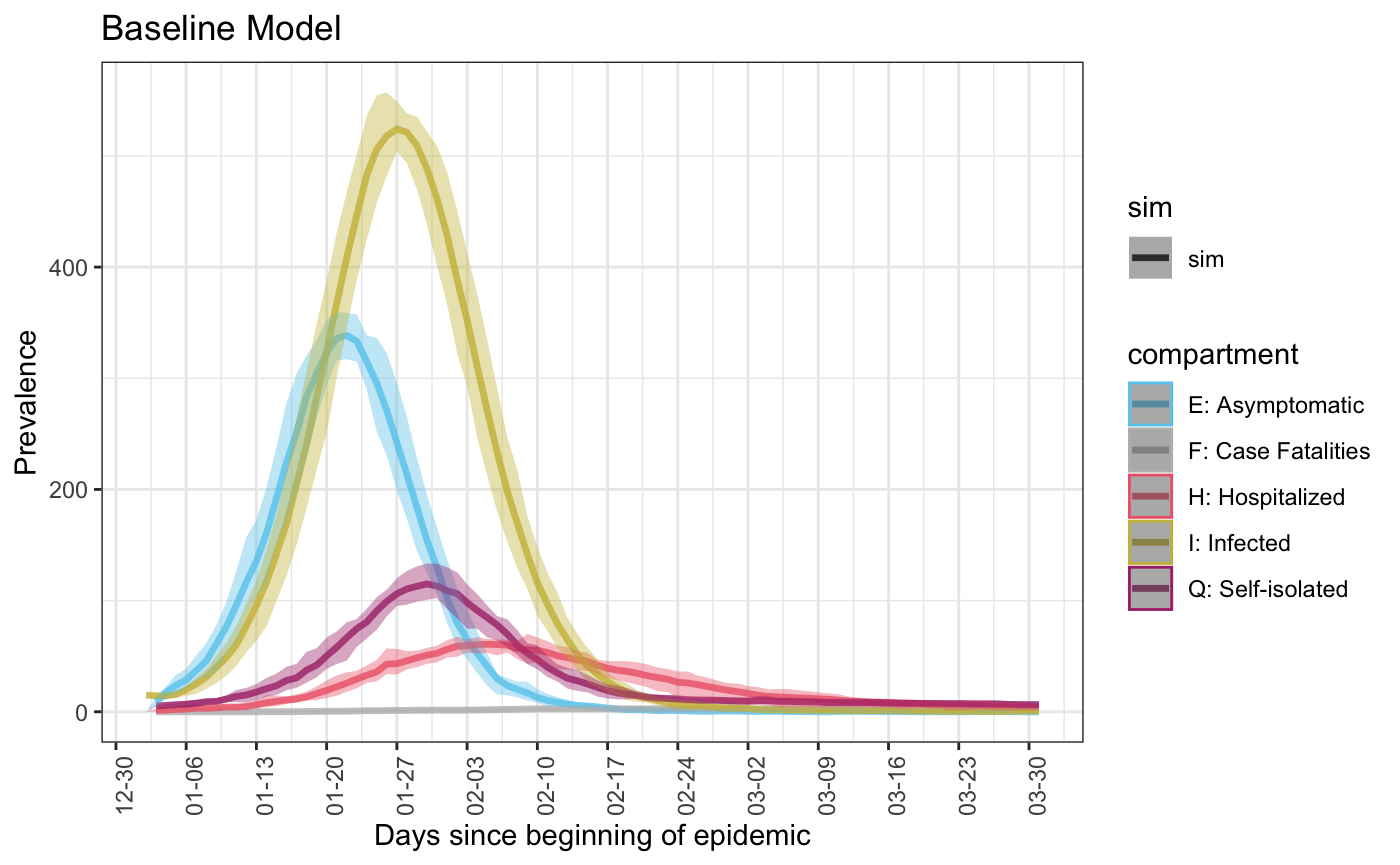 Baseline Model
Prevalence
400
200
0
12-30
01-06
01-13
01-20
01-27
02-03
02-10
02-17
02-24
03-02
03-09
03-16
03-23
03-30
Days since beginning of epidemic
sim
sim
compartment
E: Asymptomatic
F: Case Fatalities
H: Hospitalized
I: Infected
Q: Self-isolated